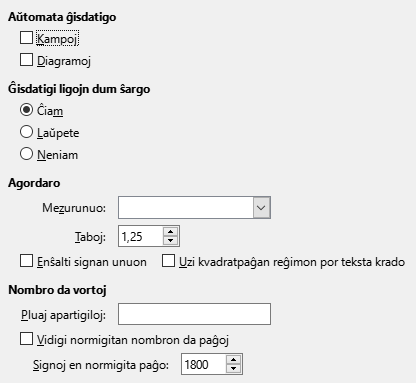 Aŭtomata ĝisdatigo
Kampoj
Diagramoj
Ĝisdatigi ligojn dum ŝargo
Ĉiam
Laŭpete
Neniam
Agordaro
Mezurunuo:
Taboj: 1,25
Enŝalti signan unuon Uzi kvadratpaĝan reĝimon por teksta krado
Nombro da vortoj
Pluaj apartigiloj:
Vidigi normigitan nombron da paĝoj
Signoj en normigita paĝo: 1800